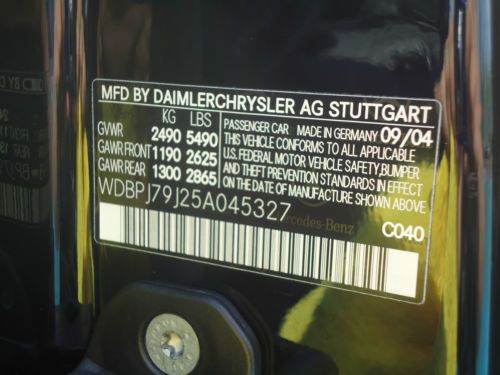 MFD BY DAIMLERCHRYSLER AG STUTTGART
KG LBS
GVWR 2490 5490
GAWR FRONT 1190 2625
GAWR REAR 1300 2865
PASSENGER CAR MADE IN GERMANY 09/04
THIS VEHICLE CONFORMS TO ALL APPLICABLE
U.S. FEDERAL MOTOR VEHICLE SAFETY, BUMPER
AND THEFT PREVENTION STANDARDS IN EFFECT
ON THE DATE OF MANUFACTURE SHOWN ABOVE
WDBPJ79J25A045327
rcedes-Benz
C040